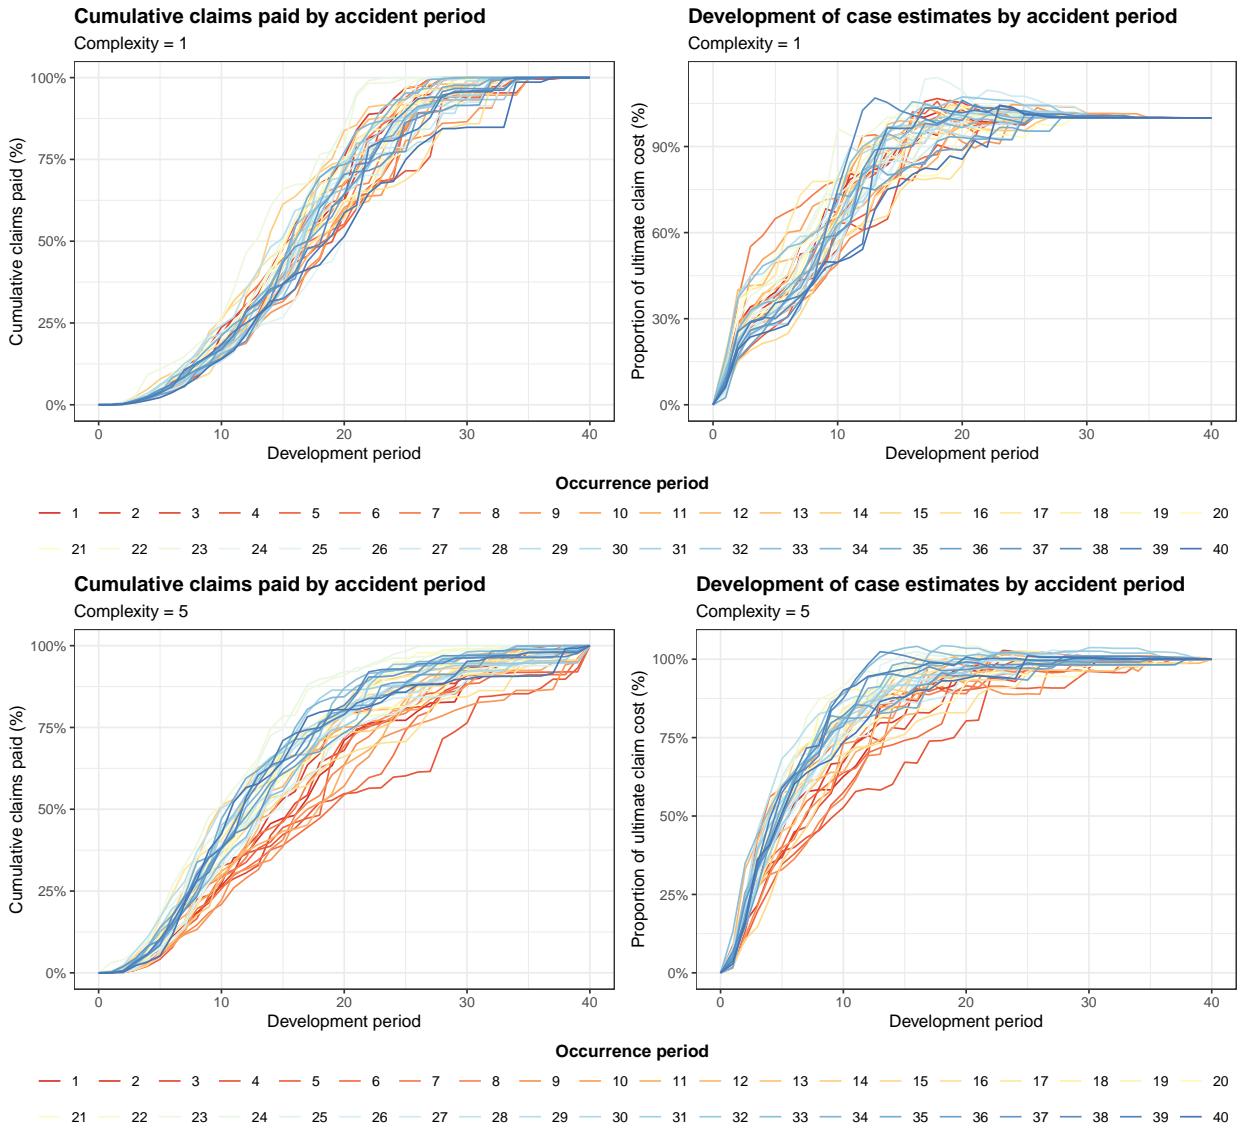 Cumulative claims paid by accident period
Complexity = 1
Cumulative claims paid (%)
100%
75%
50%
25%
0%
0 10 20 30 40
Development period
Development of case estimates by accident period
Complexity = 1
Proportion of ultimate claim cost (%)
90%
60%
30%
0%
0 10 20 30 40
Development period
Occurrence period
1 2 3 4 5 6 7 8 9 10 11 12 13 14 15 16 17 18 19 20
21 22 23 24 25 26 27 28 29 30 31 32 33 34 35 36 37 38 39 40
Cumulative claims paid by accident period
Complexity = 5
Cumulative claims paid (%)
100%
75%
50%
25%
0%
0 10 20 30 40
Development period
Development of case estimates by accident period
Complexity = 5
Proportion of ultimate claim cost (%)
100%
75%
50%
25%
0%
0 10 20 30 40
Development period
Occurrence period
1 2 3 4 5 6 7 8 9 10 11 12 13 14 15 16 17 18 19 20
21 22 23 24 25 26 27 28 29 30 31 32 33 34 35 36 37 38 39 40